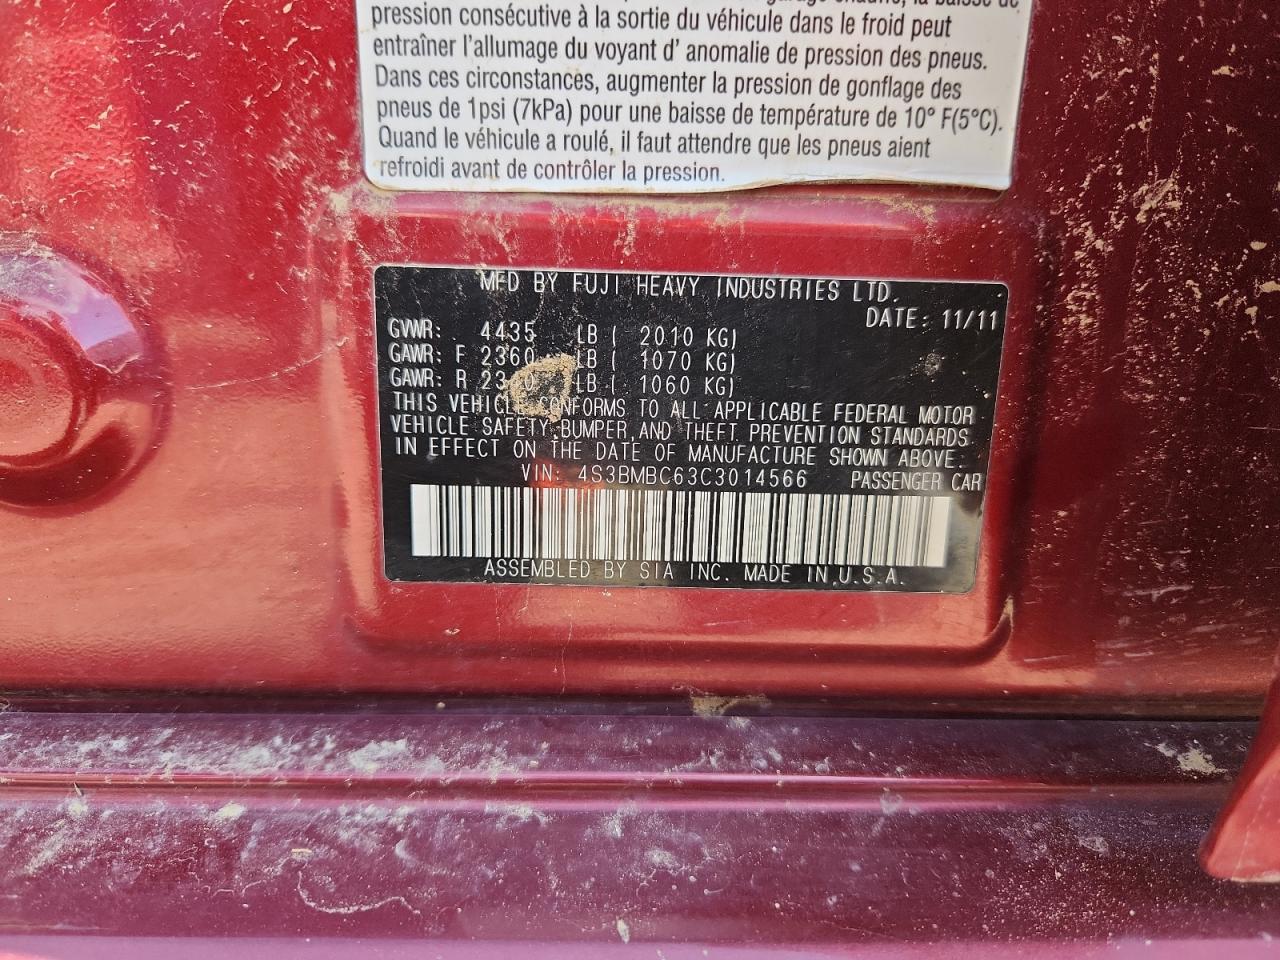 pression consécutive à la sortie du véhicule dans le froid peut
entraîner l'allumage du voyant d' anomalie de pression des pneus.
Dans ces circonstances, augmenter la pression de gonflage des
pneus de 1psi (7kPa) pour une baisse de température de 10° F(5°C).
Quand le véhicule a roulé, il faut attendre que les pneus aient
refroidi avant de contrôler la pression.
MFD BY FUJI HEAVY INDUSTRIES LTD.
DATE: 11/11
GVWR: 4435 LB ( 2010 KG)
GAWR: F 2360 LB ( 1070 KG)
GAWR: R LB ( 1060 KG)
THIS VEHICLE CONFORMS TO ALL APPLICABLE FEDERAL MOTOR
VEHICLE SAFETY, BUMPER, AND THEFT PREVENTION STANDARDS
IN EFFECT ON THE DATE OF MANUFACTURE SHOWN ABOVE.
VIN: 4S3BMBC63C3014566 PASSENGER CAR
ASSEMBLED BY SIA INC. MADE IN U.S.A.